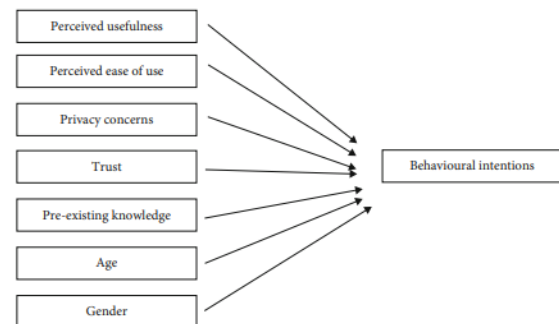 Perceived usefulness
Perceived ease of use
Privacy concerns
Trust
Pre-existing knowledge
Age
Gender
Behavioural intentions